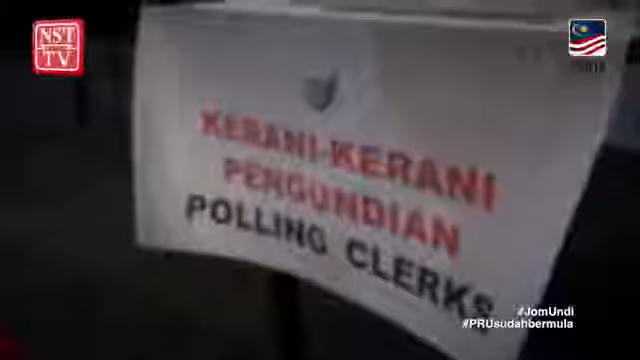 NST
TV
KERANI-KERANI
PENGUNDIAN
POLLING CLERKS
#JomUndi
#PRUsudahbermula